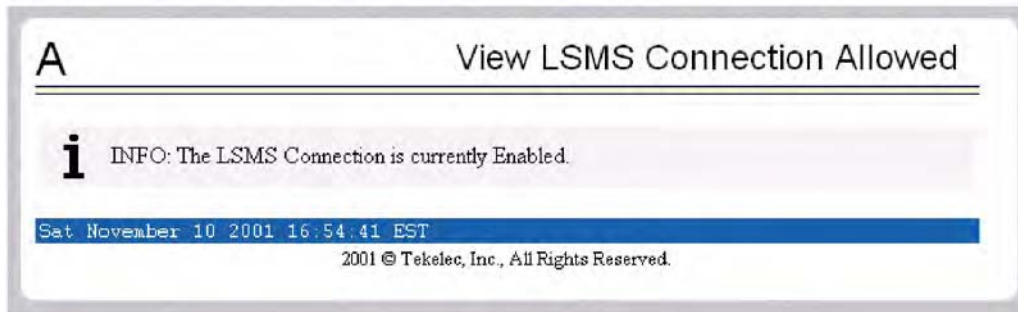 A View LSMS Connection Allowed
i INFO: The LSMS Connection is currently Enabled.
Sat November 10 2001 16:54:41 EST
2001 © Tekelec, Inc., All Rights Reserved.